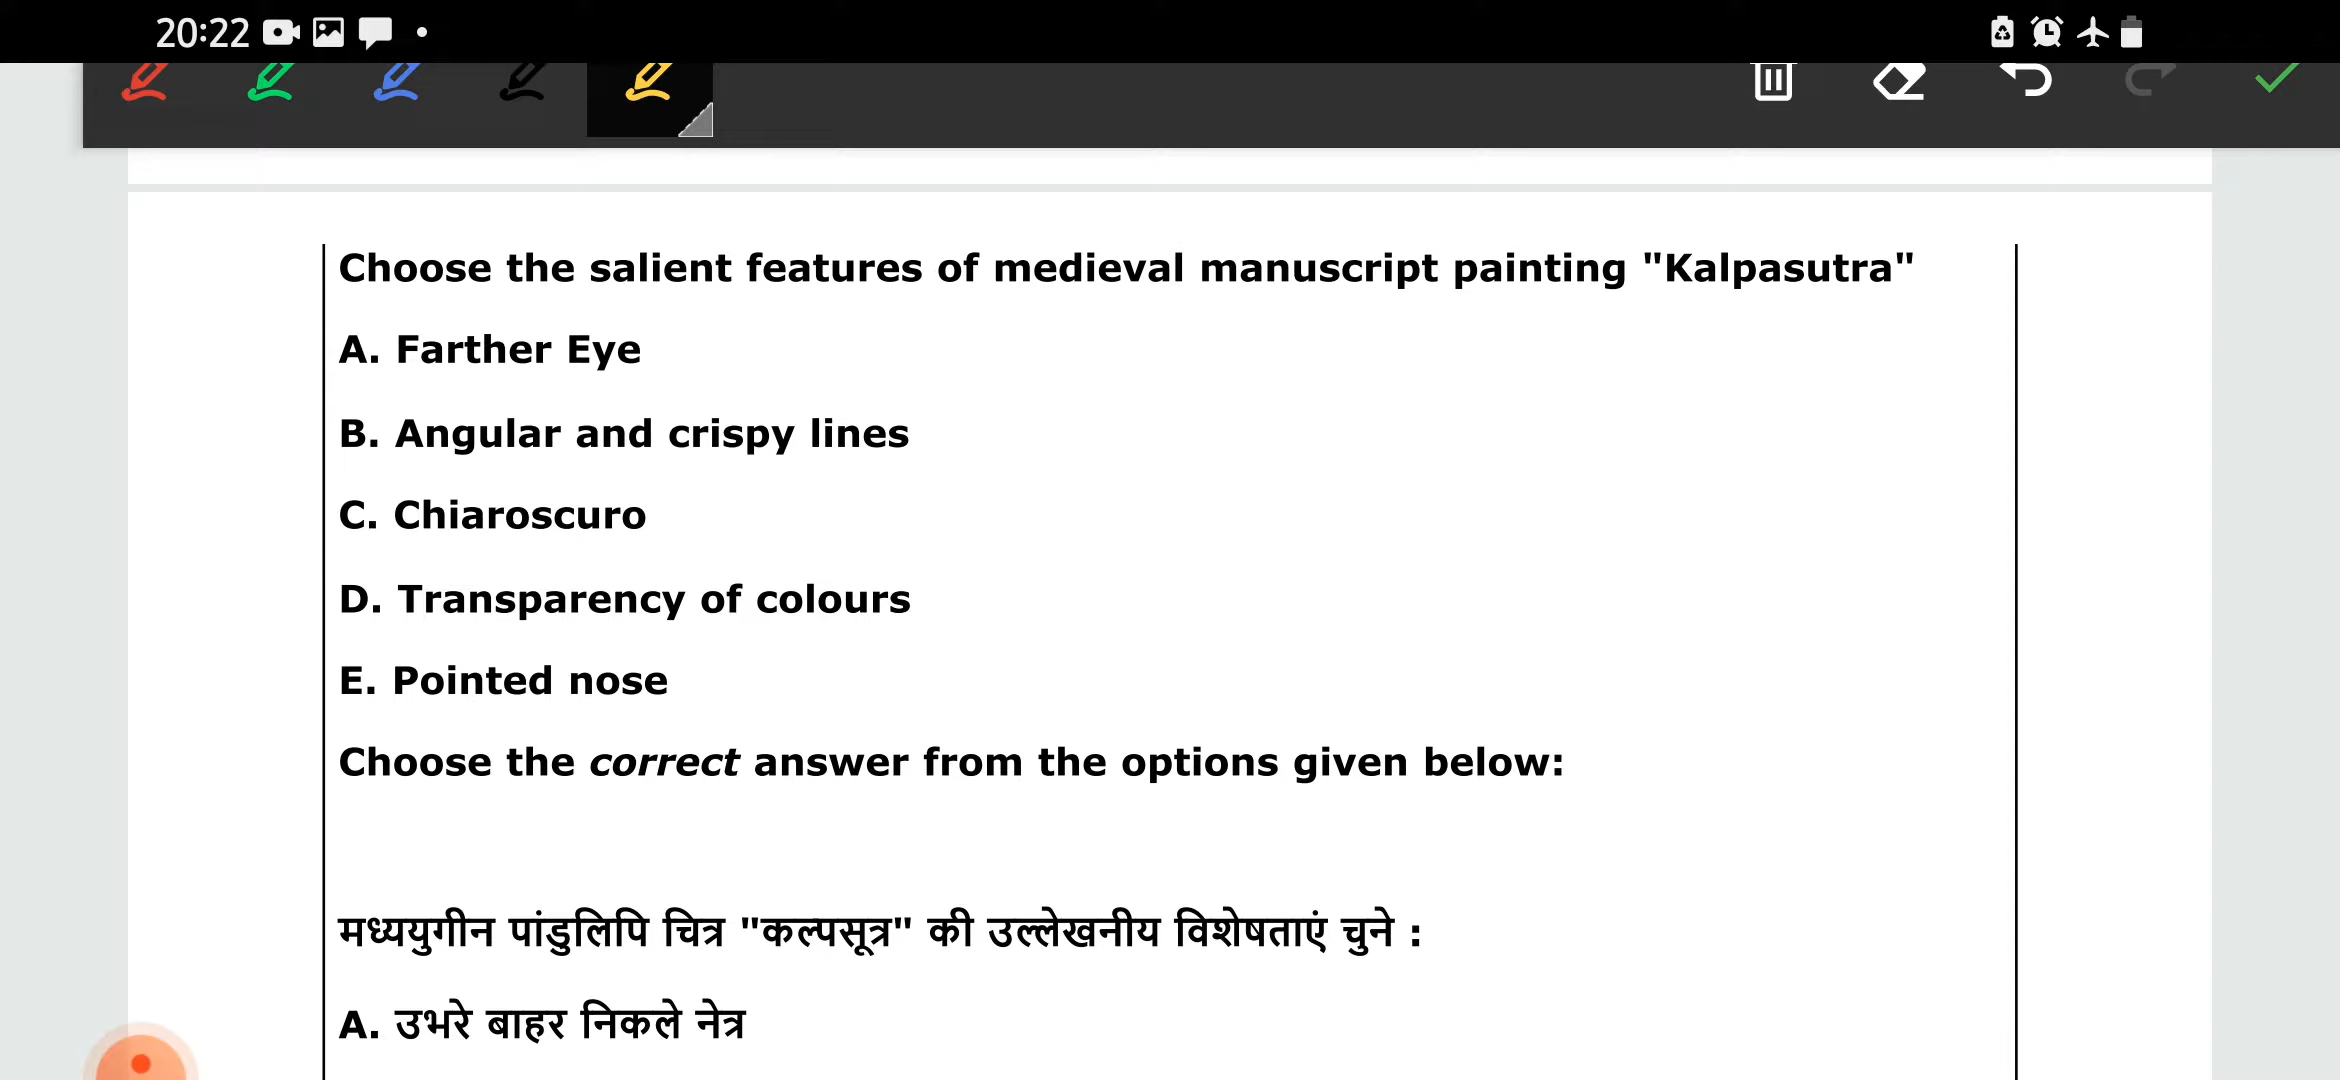 20:22
Choose the salient features of medieval manuscript painting "Kalpasutra"
A. Farther Eye
B. Angular and crispy lines
C. Chiaroscuro
D. Transparency of colours
E. Pointed nose
Choose the correct answer from the options given below:
मध्ययुगीन पांडुलिपि चित्र "कल्पसूत्र" की उल्लेखनीय विशेषताएं चुने :
A. उभरे बाहर निकले नेत्र